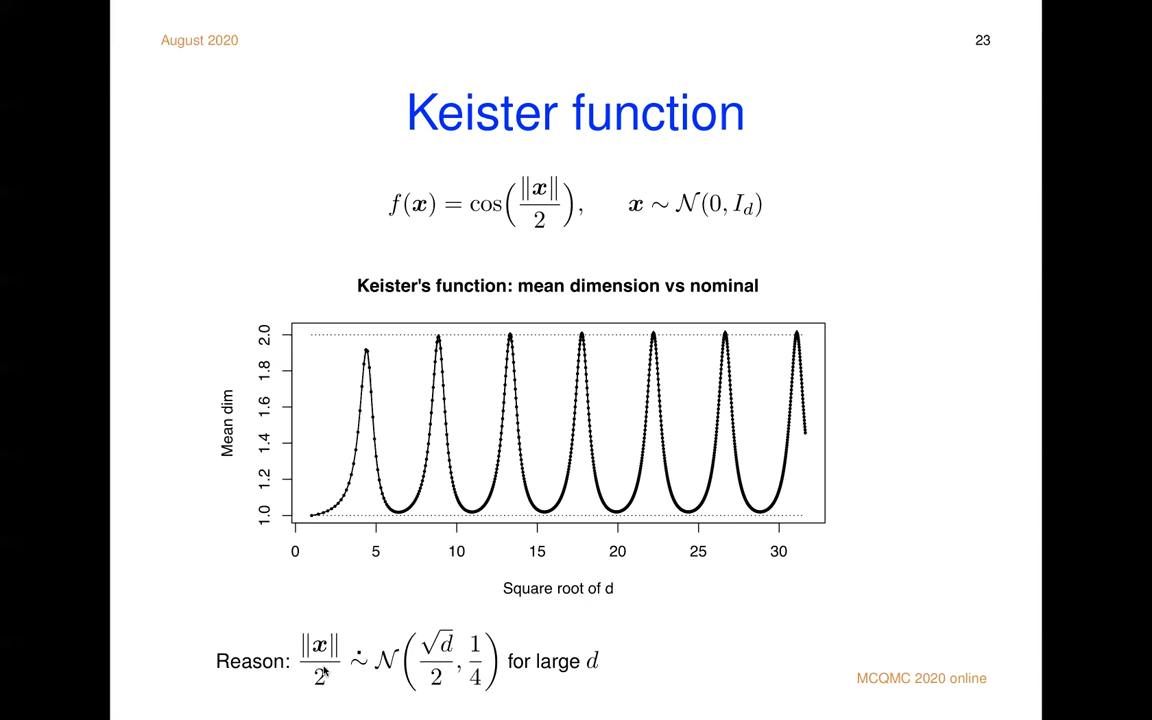 August 2020
23
Keister function
f(x) = cos(‖x‖/2), x ∼ N(0, I_d)
Keister's function: mean dimension vs nominal
2.0
1.8
1.6
1.4
1.2
1.0
Mean dim
0 5 10 15 20 25 30
Square root of d
Reason: ‖x‖/2 ∼̇ N(√d/2, 1/4) for large d
MCQMC 2020 online